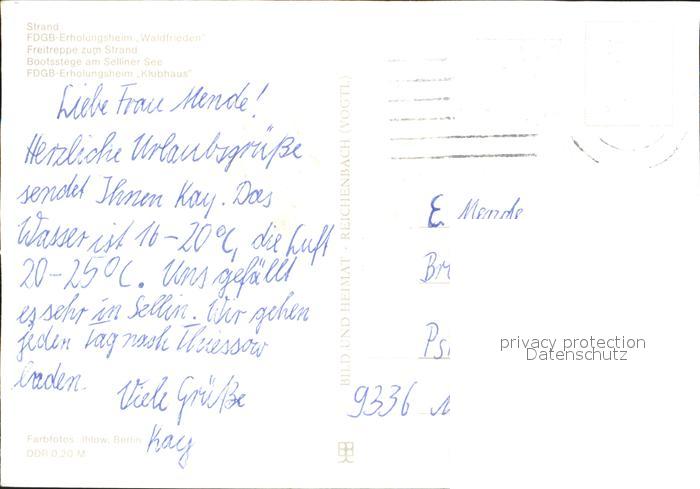 Strand
FDGB-Erholungsheim „Waldfrieden"
Freitreppe zum Strand
Bootsstege am Selliner See
FDGB-Erholungsheim „Klubhaus"
Liebe Frau Mende!
Herzliche Urlaubsgrüße
sendet Ihnen Kay. Das
Wasser ist 16-20°C, die Luft
20-25°C. Uns gefällt
es sehr in Sellin. Wir gehen
jeden Tag nach Thiessow
baden.
Viele Grüße
Kay
Farbfotos: Ihlow, Berlin
DDR 0,20 M
BILD UND HEIMAT · REICHENBACH (VOGTL)
E Mende
9336
privacy protection
Datenschutz